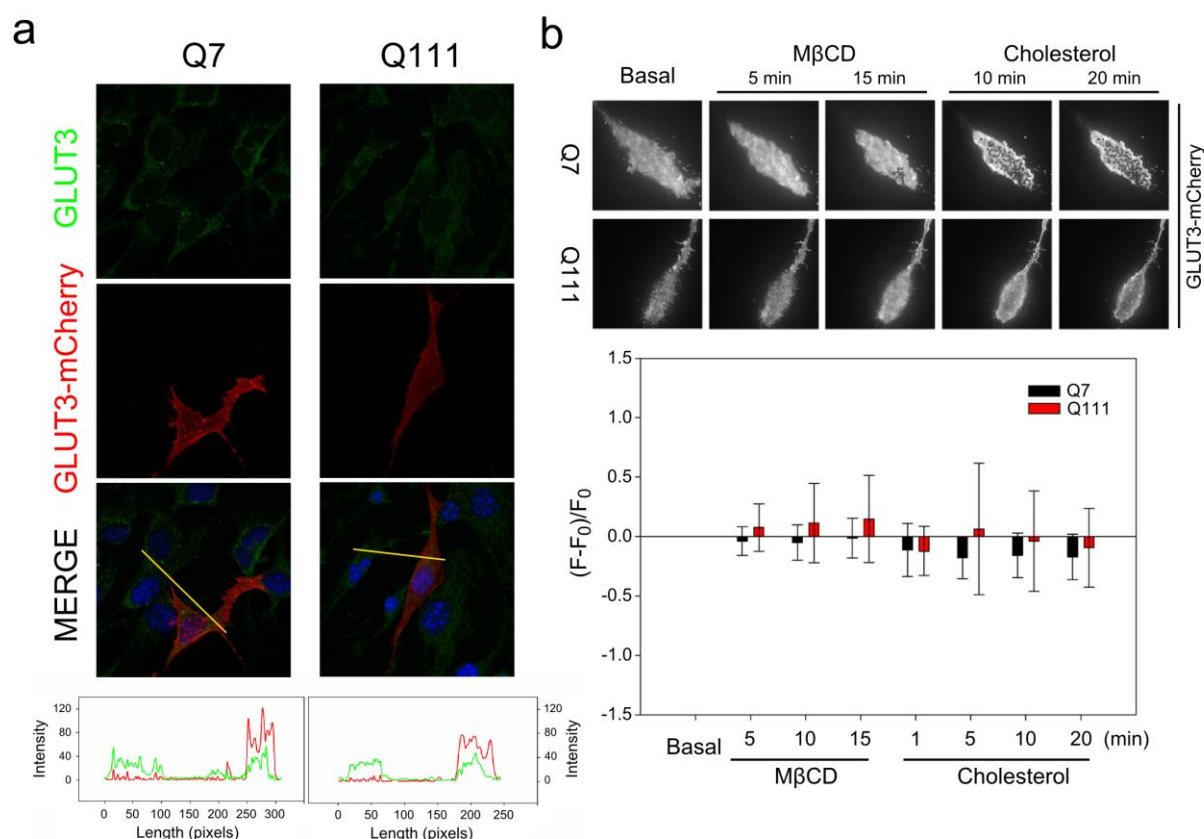 a
Q7 Q111
GLUT3
GLUT3-mCherry
MERGE
Intensity
120
80
40
0
0 50 100 150 200 250 300
Length (pixels)
120
80
40
0
Intensity
0 50 100 150 200 250
Length (pixels)
b
Basal
MβCD
5 min 15 min
Cholesterol
10 min 20 min
Q7
Q111
GLUT3-mCherry
(F-F0)/F0
1.5
1.0
0.5
0.0
-0.5
-1.0
-1.5
Q7
Q111
Basal 5 10 15 1 5 10 20 (min)
MβCD Cholesterol